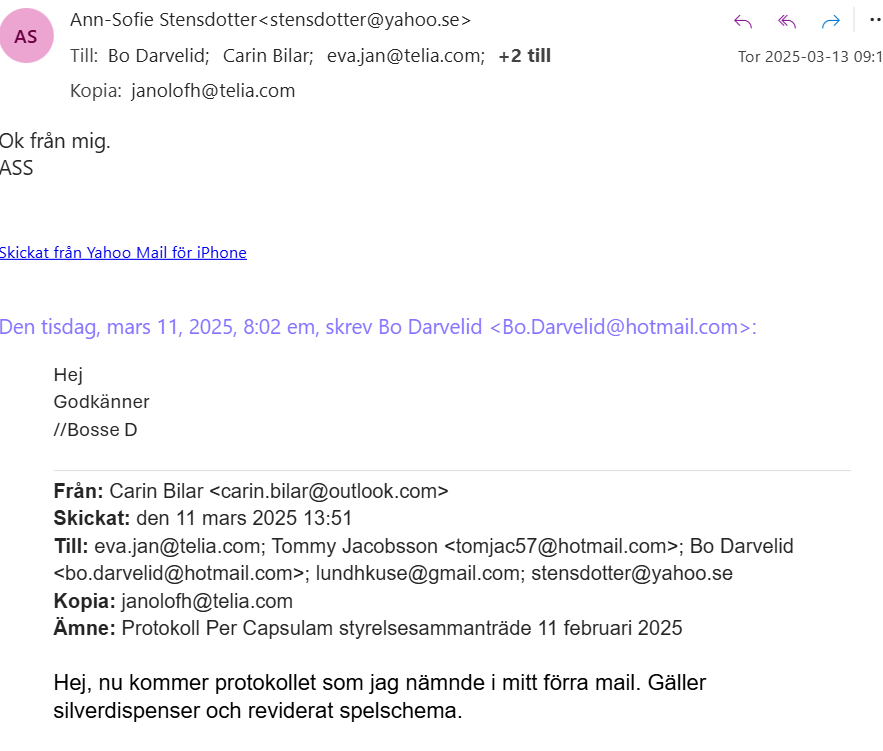 Ann-Sofie Stensdotter<stensdotter@yahoo.se>
AS
Till: Bo Darvelid; Carin Bilar; eva.jan@telia.com; +2 till
Tor 2025-03-13 09:1
Kopia: janolofh@telia.com
Ok från mig.
ASS
Skickat från Yahoo Mail för iPhone
Den tisdag, mars 11, 2025, 8:02 em, skrev Bo Darvelid <Bo.Darvelid@hotmail.com>:
Hej
Godkänner
//Bosse D
Från: Carin Bilar <carin.bilar@outlook.com>
Skickat: den 11 mars 2025 13:51
Till: eva.jan@telia.com; Tommy Jacobsson <tomjac57@hotmail.com>; Bo Darvelid
<bo.darvelid@hotmail.com>; lundhkuse@gmail.com; stensdotter@yahoo.se
Kopia: janolofh@telia.com
Ämne: Protokoll Per Capsulam styrelsesammanträde 11 februari 2025
Hej, nu kommer protokollet som jag nämnde i mitt förra mail. Gäller
silverdispenser och reviderat spelschema.